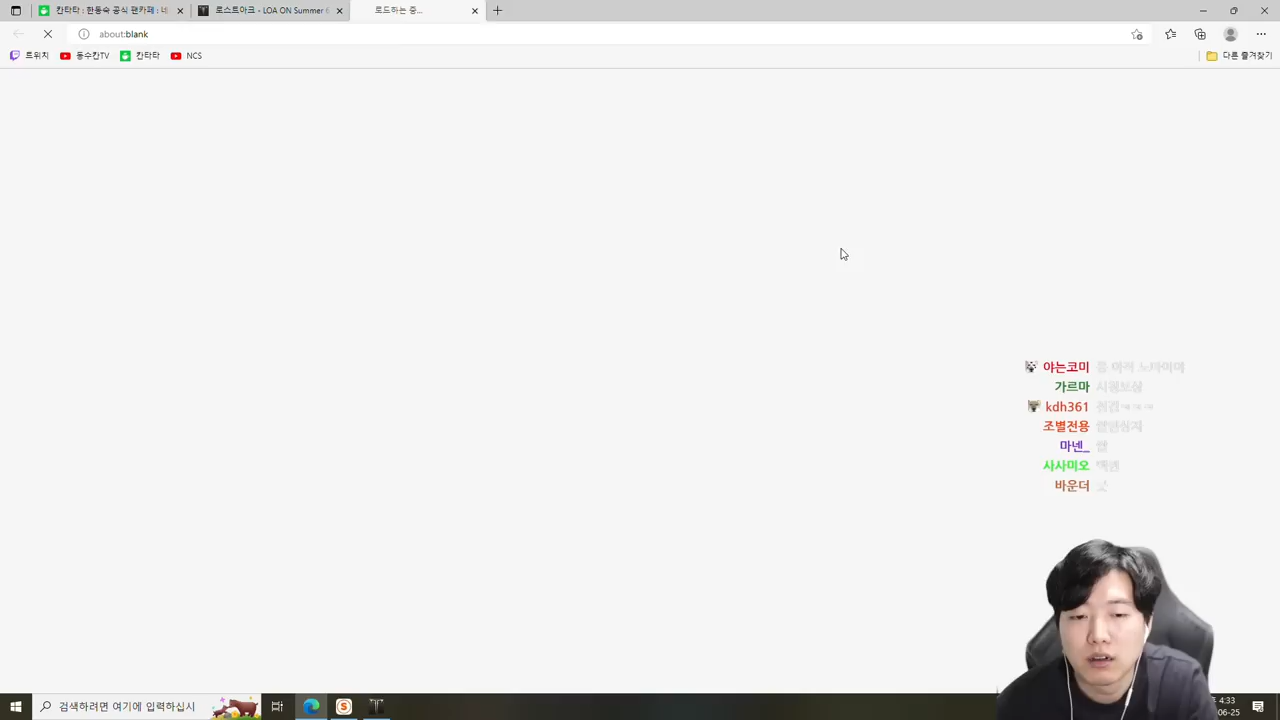 칸타타 : 한동숙 공식 팬카페 : 네
로스트아크 - LOA ON Summer
로드하는 중...
about:blank
트위치
동수칸TV
칸타타
NCS
다른 즐겨찾기
야는코미
가르마
kdh361
조별전용
마넨_
사사미오
바운더
검색하려면 여기에 입력하십시
4:33
06-25